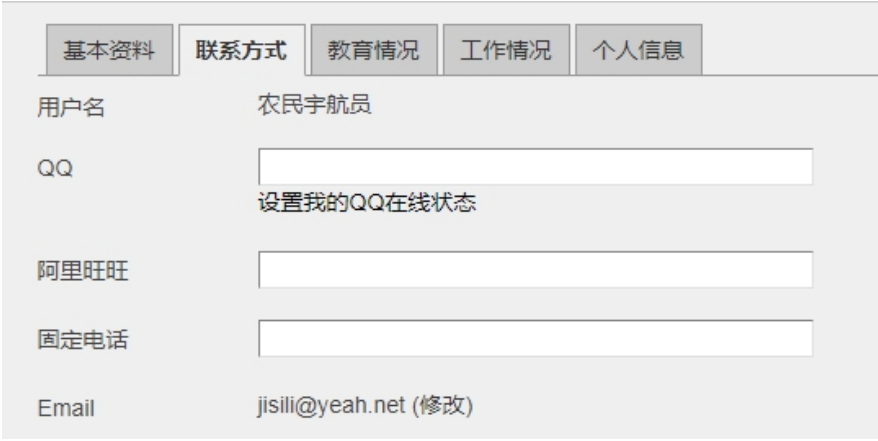 基本资料 联系方式 教育情况 工作情况 个人信息
用户名 农民宇航员
QQ
设置我的QQ在线状态
阿里旺旺
固定电话
Email jisili@yeah.net (修改)